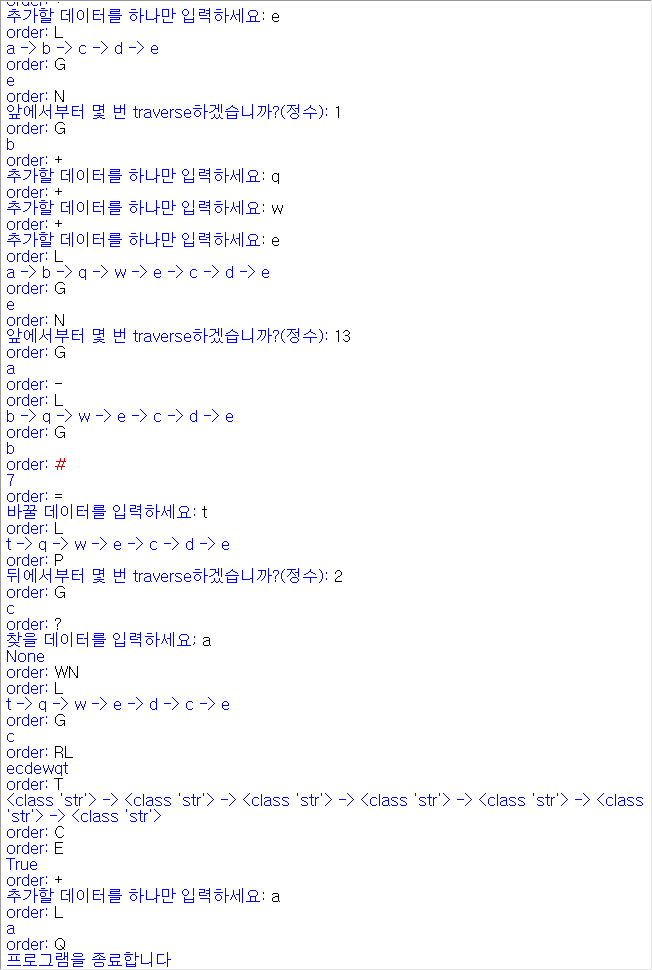 order: +
추가할 데이터를 하나만 입력하세요: e
order: L
a -> b -> c -> d -> e
order: G
e
order: N
앞에서부터 몇 번 traverse하겠습니까?(정수): 1
order: G
b
order: +
추가할 데이터를 하나만 입력하세요: q
order: +
추가할 데이터를 하나만 입력하세요: w
order: +
추가할 데이터를 하나만 입력하세요: e
order: L
a -> b -> q -> w -> e -> c -> d -> e
order: G
e
order: N
앞에서부터 몇 번 traverse하겠습니까?(정수): 13
order: G
a
order: -
order: L
b -> q -> w -> e -> c -> d -> e
order: G
b
order: #
7
order: =
바꿀 데이터를 입력하세요: t
order: L
t -> q -> w -> e -> c -> d -> e
order: P
뒤에서부터 몇 번 traverse하겠습니까?(정수): 2
order: G
c
order: ?
찾을 데이터를 입력하세요; a
None
order: WN
order: L
t -> q -> w -> e -> d -> c -> e
order: G
c
order: RL
ecdewqt
order: T
<class 'str'> -> <class 'str'> -> <class 'str'> -> <class 'str'> -> <class 'str'> -> <class
'str'> -> <class 'str'>
order: C
order: E
True
order: +
추가할 데이터를 하나만 입력하세요: a
order: L
a
order: Q
프로그램을 종료합니다